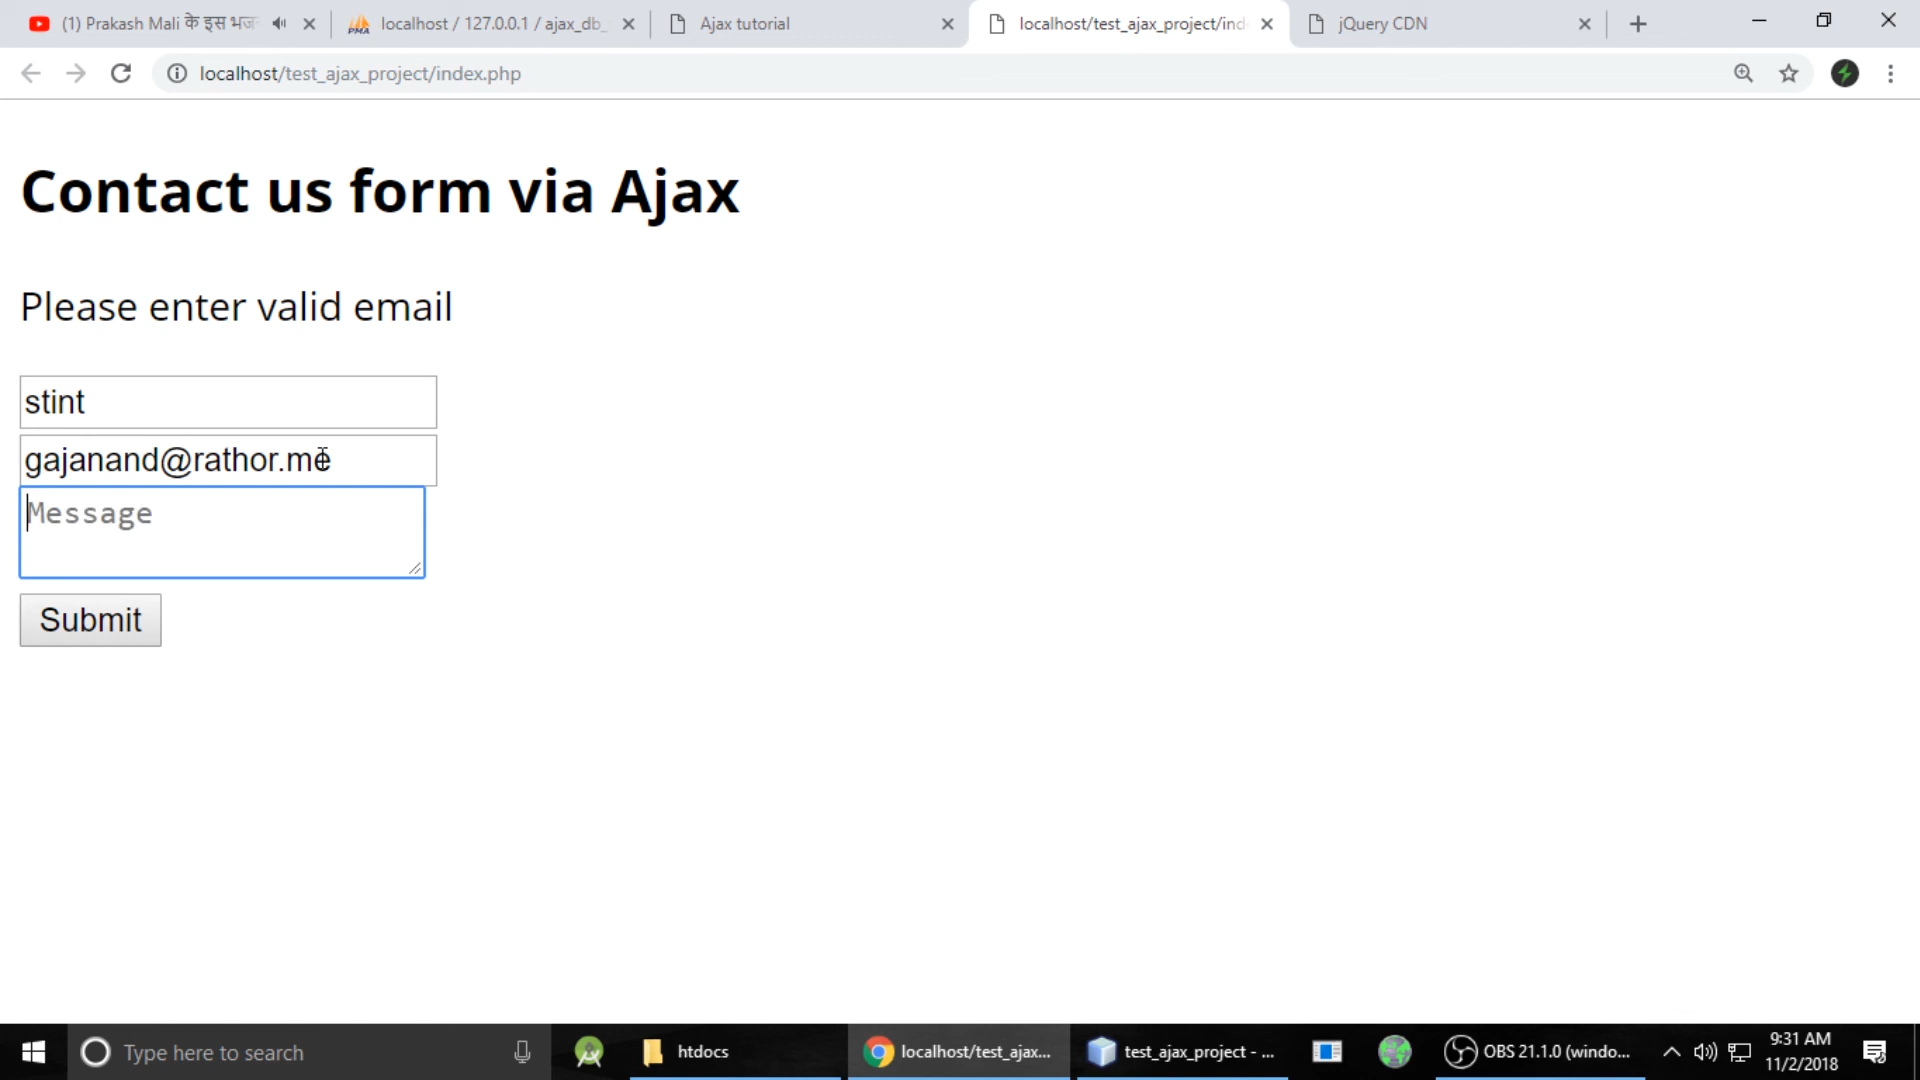 (1) Prakash Mali के इस भज
localhost / 127.0.0.1 / ajax_db_
Ajax tutorial
localhost/test_ajax_project/ind
jQuery CDN
localhost/test_ajax_project/index.php
Contact us form via Ajax
Please enter valid email
stint
gajanand@rathor.me
Message
Submit
Type here to search
htdocs
localhost/test_ajax...
test_ajax_project - ...
OBS 21.1.0 (windo...
9:31 AM
11/2/2018